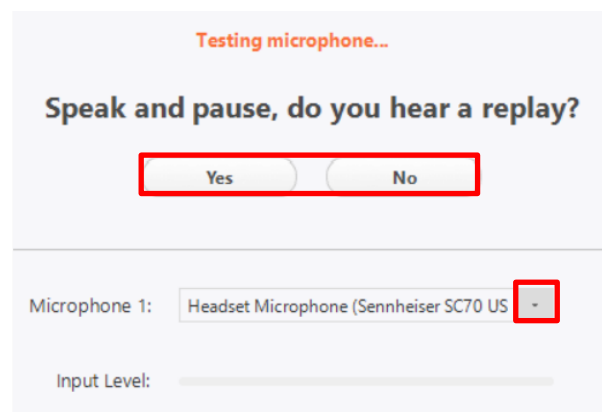 Testing microphone...
Speak and pause, do you hear a replay?
Yes No
Microphone 1: Headset Microphone (Sennheiser SC70 US
Input Level: